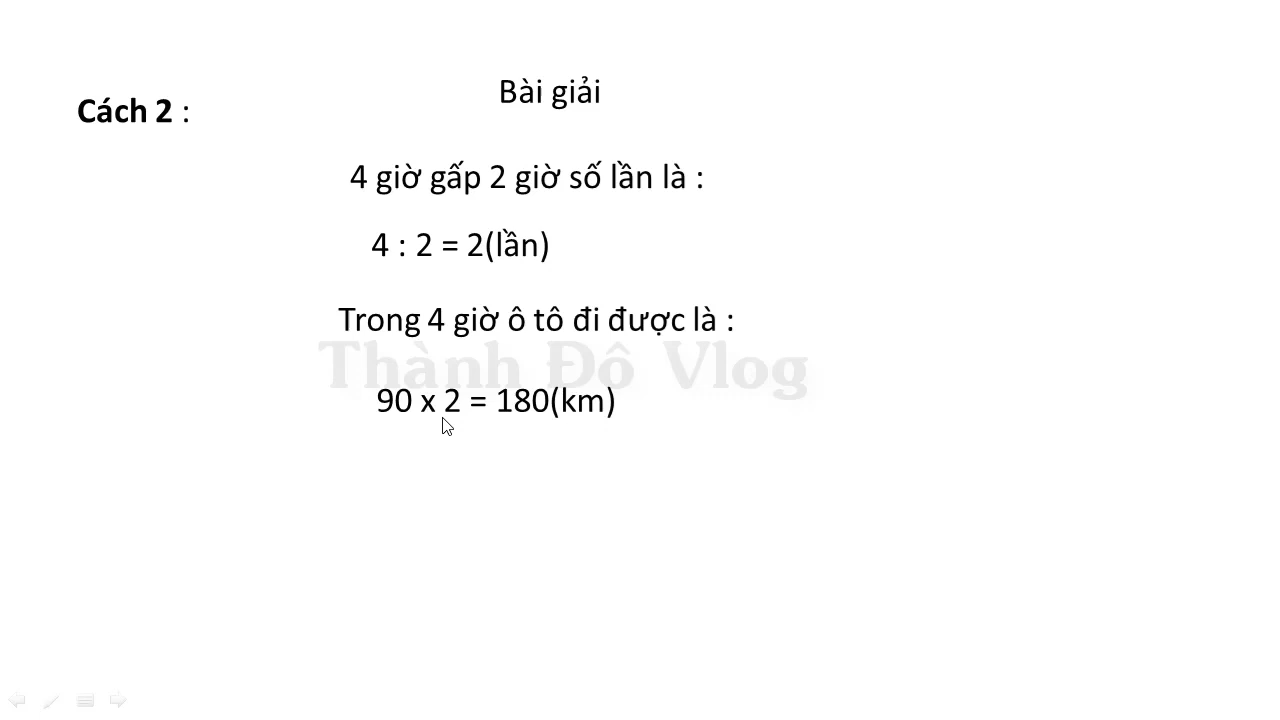 Bài giải
Cách 2 :
4 giờ gấp 2 giờ số lần là :
4 : 2 = 2(lần)
Trong 4 giờ ô tô đi được là :
Thành Đô Vlog
90 x 2 = 180(km)